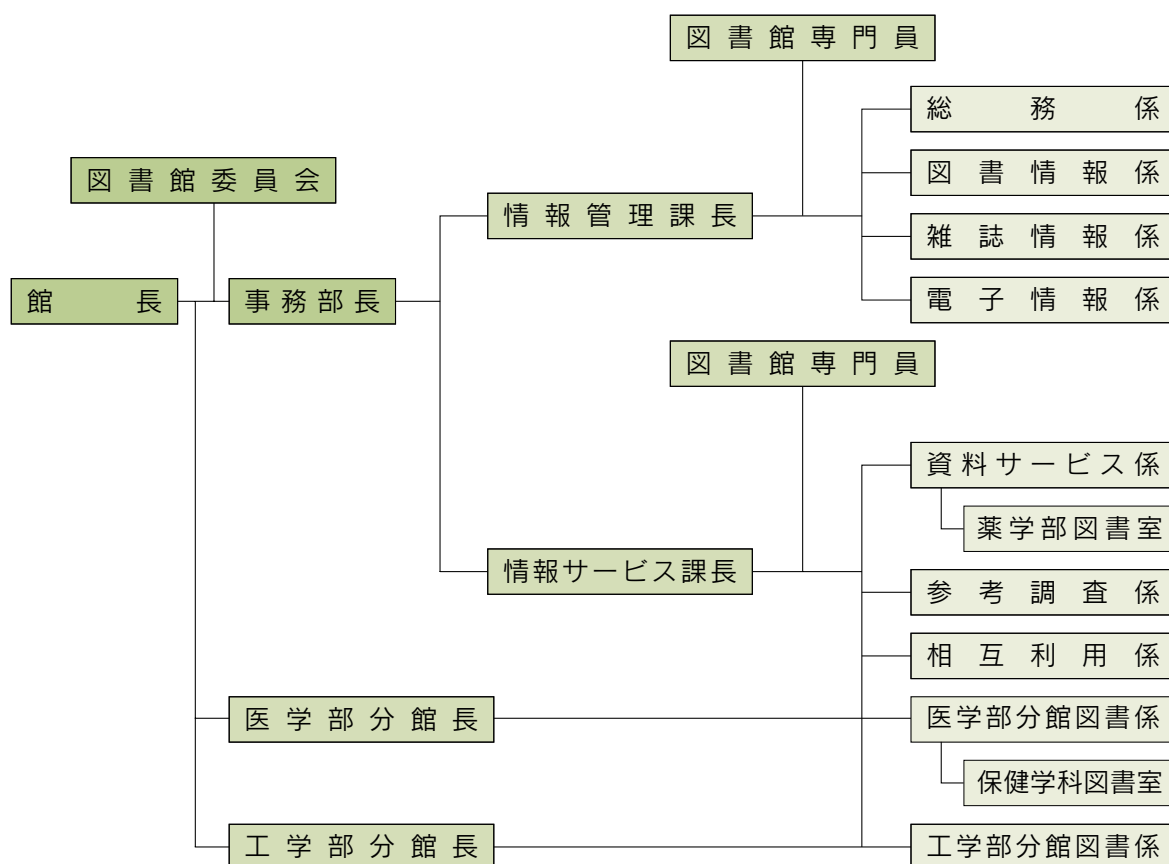 図書館専門員
総務係
図書館委員会
図書情報係
情報管理課長
雑誌情報係
館長
事務部長
電子情報係
図書館専門員
資料サービス係
薬学部図書室
情報サービス課長
参考調査係
相互利用係
医学部分館長
医学部分館図書係
保健学科図書室
工学部分館長
工学部分館図書係